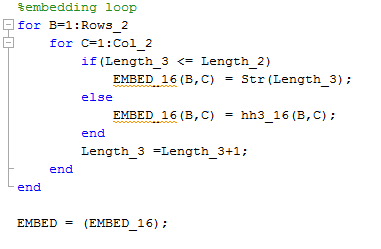 %embedding loop
for B=1:Rows_2
for C=1:Col_2
if(Length_3 <= Length_2)
EMBED_16(B,C) = Str(Length_3);
else
EMBED_16(B,C) = hh3_16(B,C);
end
Length_3 =Length_3+1;
end
end
EMBED = (EMBED_16);